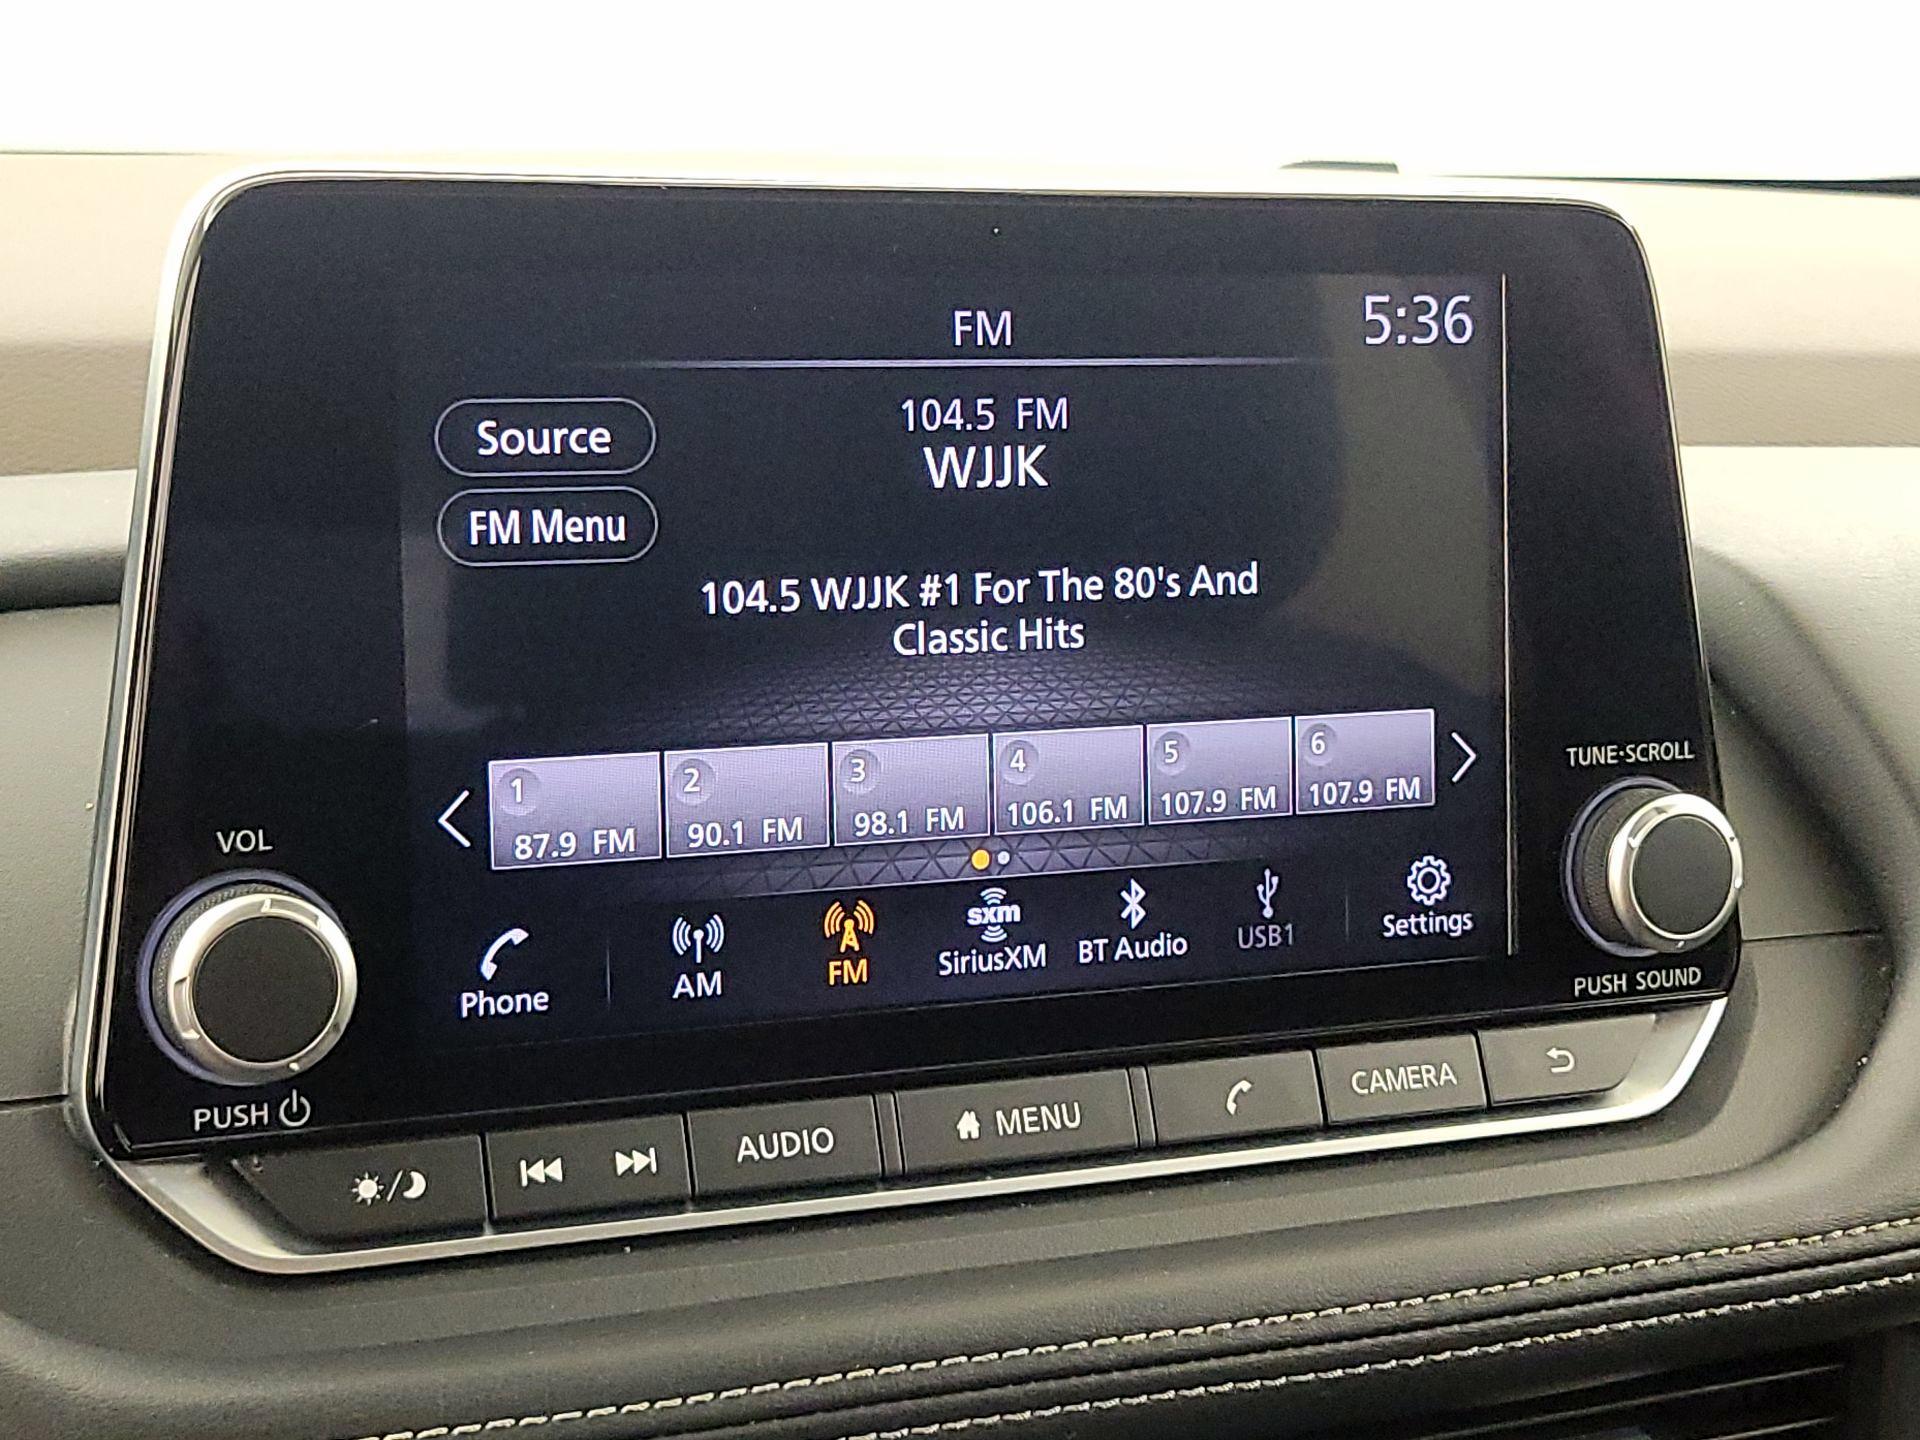 FM
5:36
Source
104.5 FM
WJJK
FM Menu
104.5 WJJK #1 For The 80's And
Classic Hits
1
87.9 FM
2
90.1 FM
3
98.1 FM
4
106.1 FM
5
107.9 FM
6
107.9 FM
Phone
AM
FM
sxm
SiriusXM
BT Audio
USB1
Settings
VOL
PUSH
TUNE·SCROLL
PUSH SOUND
AUDIO
MENU
CAMERA